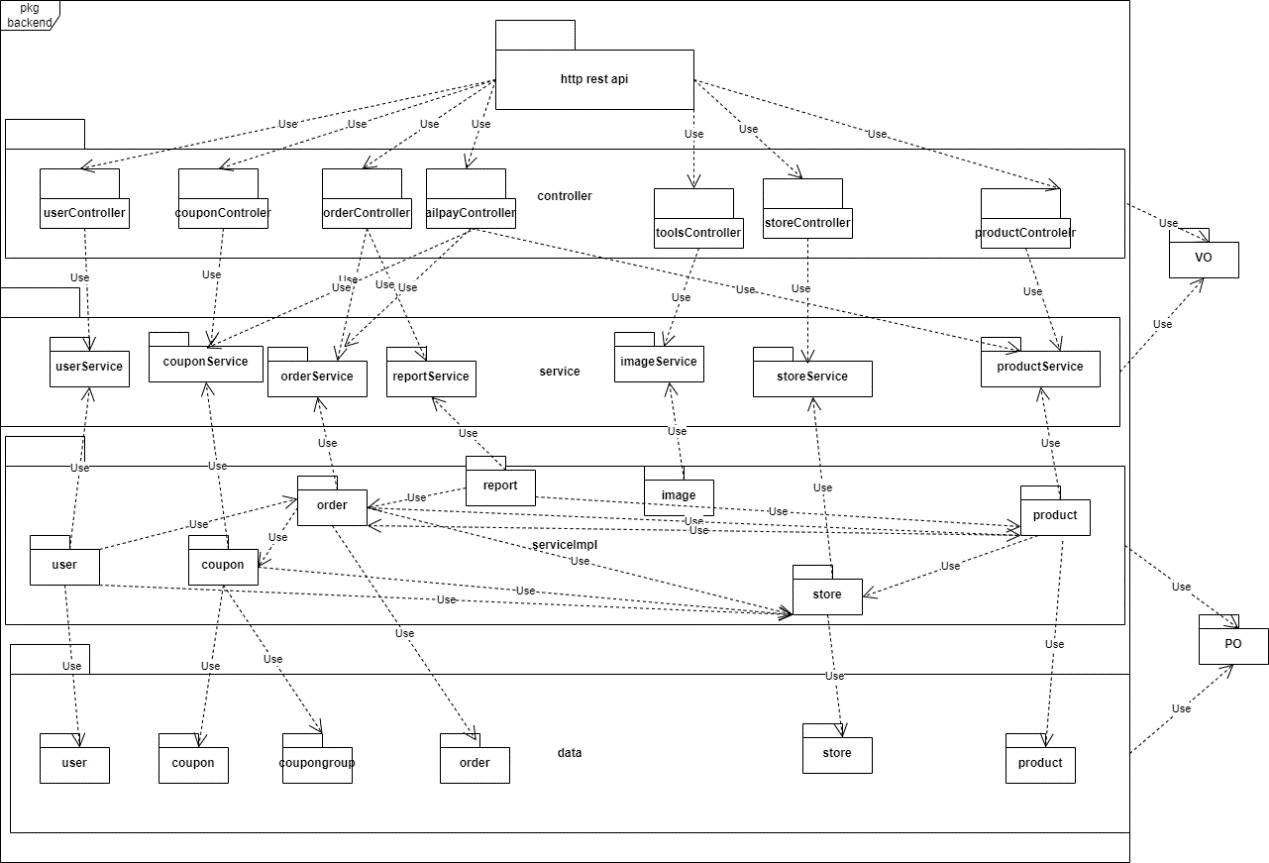 pkg
backend
http rest api
Use
Use
Use
Use
Use
Use
Use
controller
userController
couponControler
orderController
ailpayController
toolsController
storeController
productControlelr
Use
VO
Use
Use
Use
Use
Use
Use
Use
Use
Use
Use
Use
service
userService
couponService
orderService
reportService
imageService
storeService
productService
Use
Use
Use
Use
Use
Use
Use
report
image
order
product
Use
Use
Use
Use
Use
Use
serviceImpl
Use
user
coupon
store
Use
Use
Use
Use
PO
Use
Use
Use
Use
Use
Use
Use
data
user
coupon
coupongroup
order
store
product